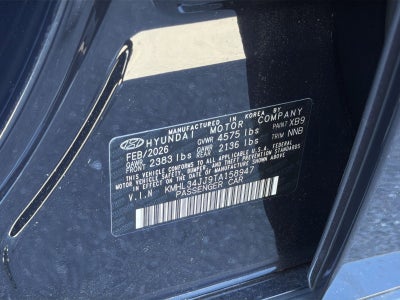 MANUFACTURED IN KOREA BY
HYUNDAI MOTOR COMPANY
FEB/2026 GVWR 4575 lbs PAINT XB9
GAWR FRONT 2383 lbs GAWR REAR 2136 lbs TRIM NNB
THIS VEHICLE CONFORMS TO ALL APPLICABLE U.S.A. FEDERAL
MOTOR VEHICLE SAFETY, BUMPER, AND THEFT PREVENTION STANDARDS
IN EFFECT ON THE DATE OF MANUFACTURE SHOWN ABOVE.
V.I.N KMHL34JJ9TA158947
PASSENGER CAR